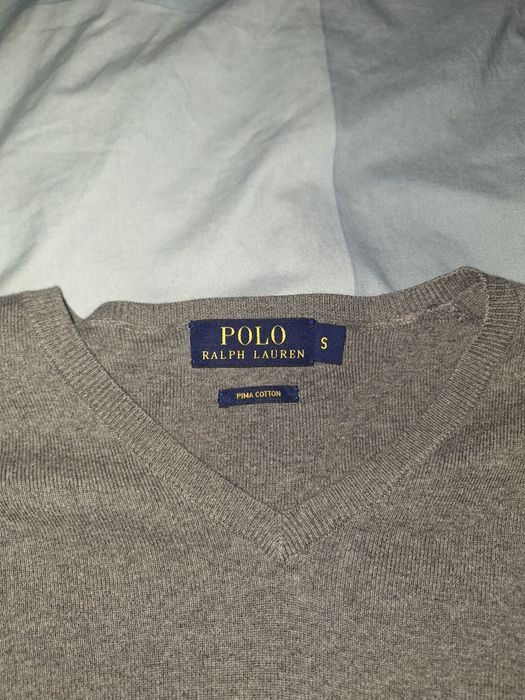 POLO
RALPH LAUREN
S
PIMA COTTON